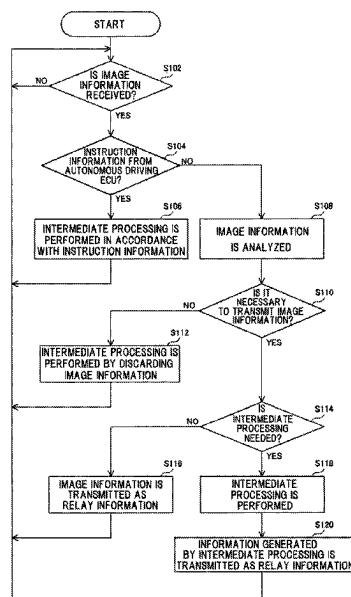 START
IS IMAGE
INFORMATION
RECEIVED?
S102
NO
YES
INSTRUCTION
INFORMATION FROM
AUTONOMOUS DRIVING
ECU?
S104
NO
YES
S106
INTERMEDIATE PROCESSING IS
PERFORMED IN ACCORDANCE
WITH INSTRUCTION INFORMATION
S108
IMAGE INFORMATION
IS ANALYZED
S110
IS IT
NECESSARY
TO TRANSMIT IMAGE
INFORMATION?
NO
YES
S112
INTERMEDIATE PROCESSING IS
PERFORMED BY DISCARDING
IMAGE INFORMATION
S114
IS
INTERMEDIATE
PROCESSING
NEEDED?
NO
YES
S116
IMAGE INFORMATION IS
TRANSMITTED AS
RELAY INFORMATION
S118
INTERMEDIATE
PROCESSING IS
PERFORMED
S120
INFORMATION GENERATED
BY INTERMEDIATE PROCESSING IS
TRANSMITTED AS RELAY INFORMATION